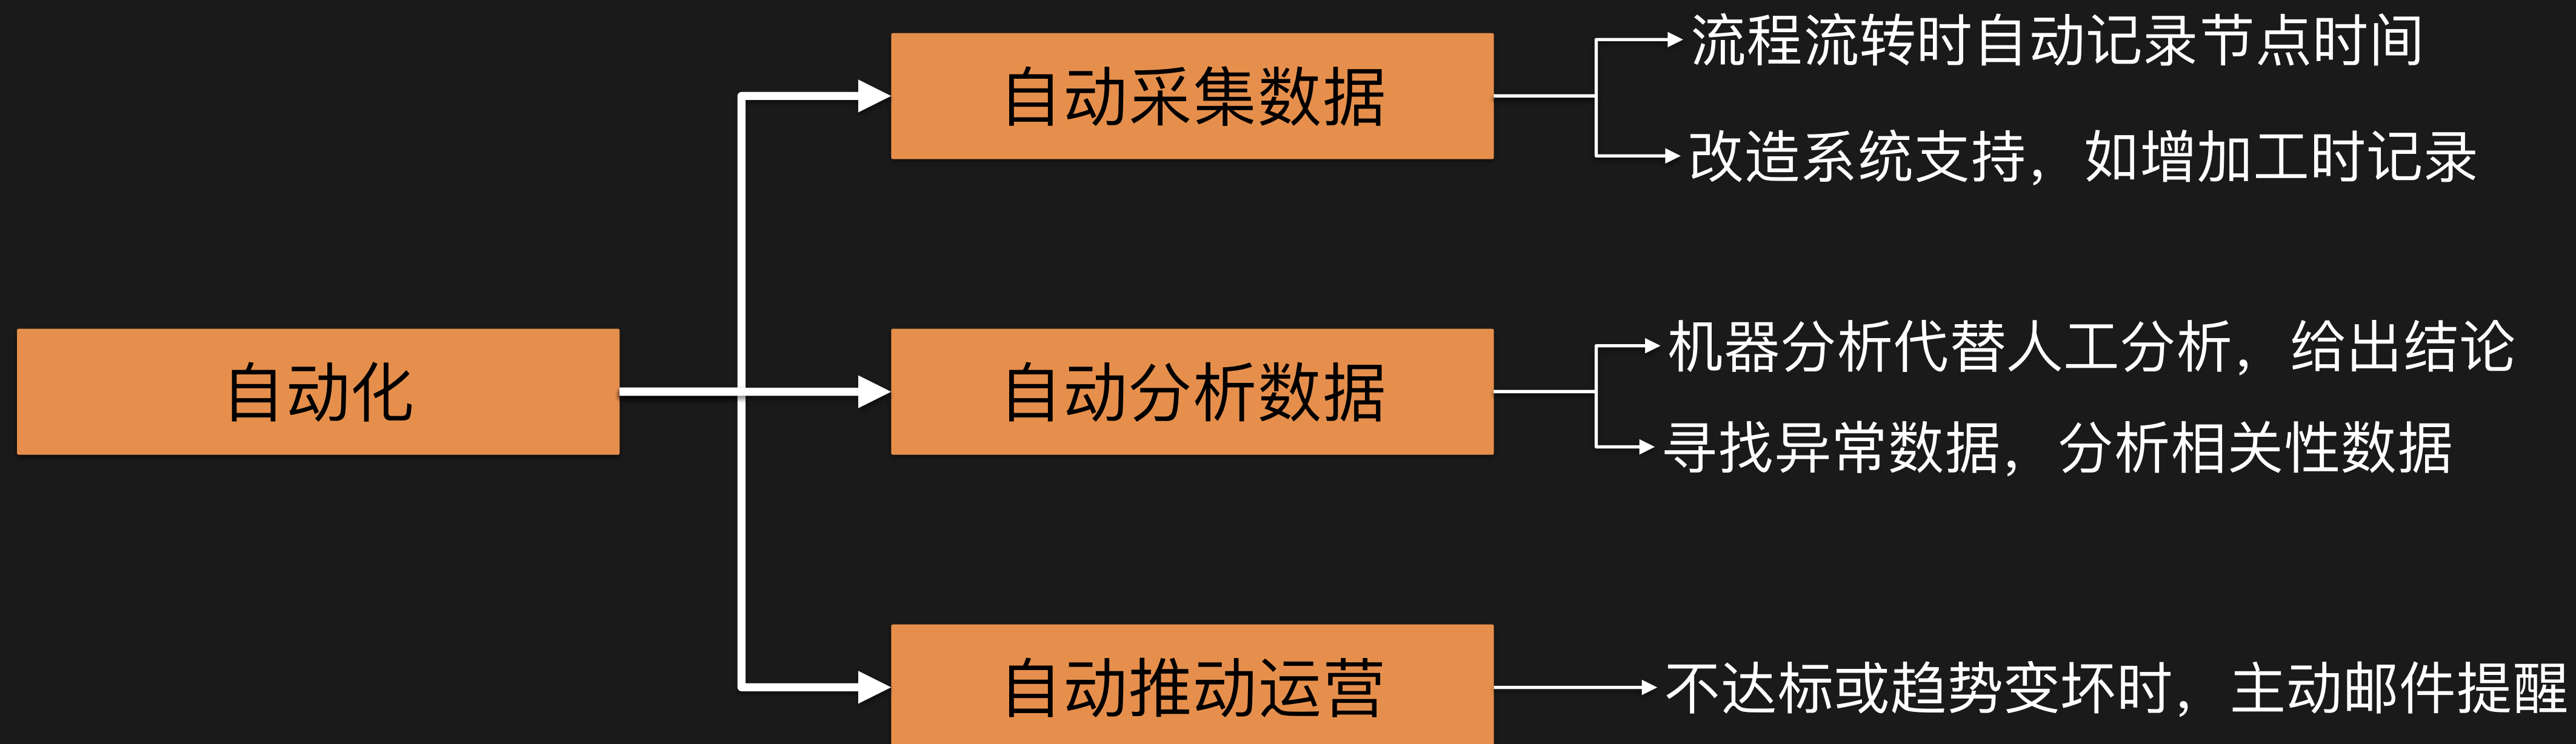 自动化
自动采集数据
流程流转时自动记录节点时间
改造系统支持，如增加工时记录
自动分析数据
机器分析代替人工分析，给出结论
寻找异常数据，分析相关性数据
自动推动运营
不达标或趋势变坏时，主动邮件提醒